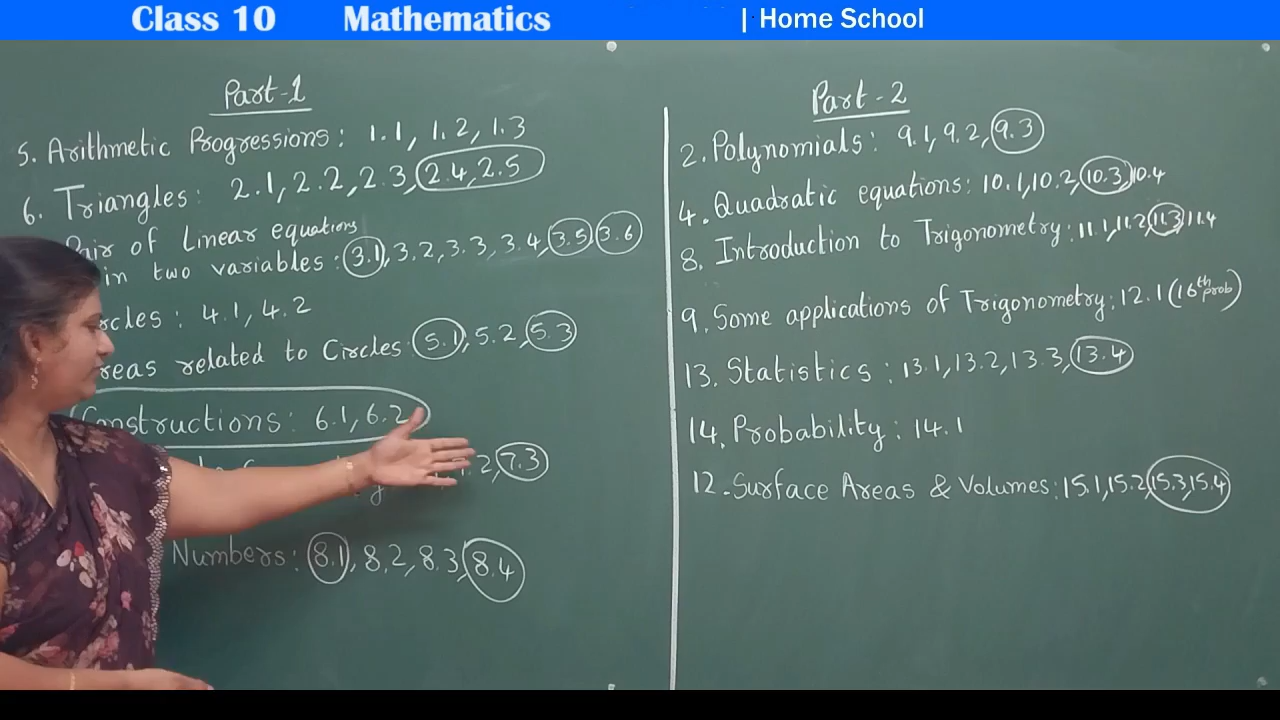 Class 10 Mathematics | Home School
Part-1
5. Arithmetic Progressions: 1.1, 1.2, 1.3
6. Triangles: 2.1, 2.2, 2.3, 2.4, 2.5
Pair of Linear equations
in two variables: 3.1, 3.2, 3.3, 3.4, 3.5 3.6
rcles: 4.1, 4.2
reas related to Circles: 5.1, 5.2, 5.3
Constructions: 6.1, 6.2
.2, 7.3
Numbers: 8.1, 8.2, 8.3, 8.4
Part-2
2. Polynomials: 9.1, 9.2, 9.3
4. Quadratic equations: 10.1, 10.2, 10.3, 10.4
8. Introduction to Trigonometry: 11.1, 11.2, 11.3, 11.4
9. Some applications of Trigonometry: 12.1 (16th prob)
13. Statistics: 13.1, 13.2, 13.3, 13.4
14. Probability: 14.1
12. Surface Areas & Volumes: 15.1, 15.2, 15.3, 15.4